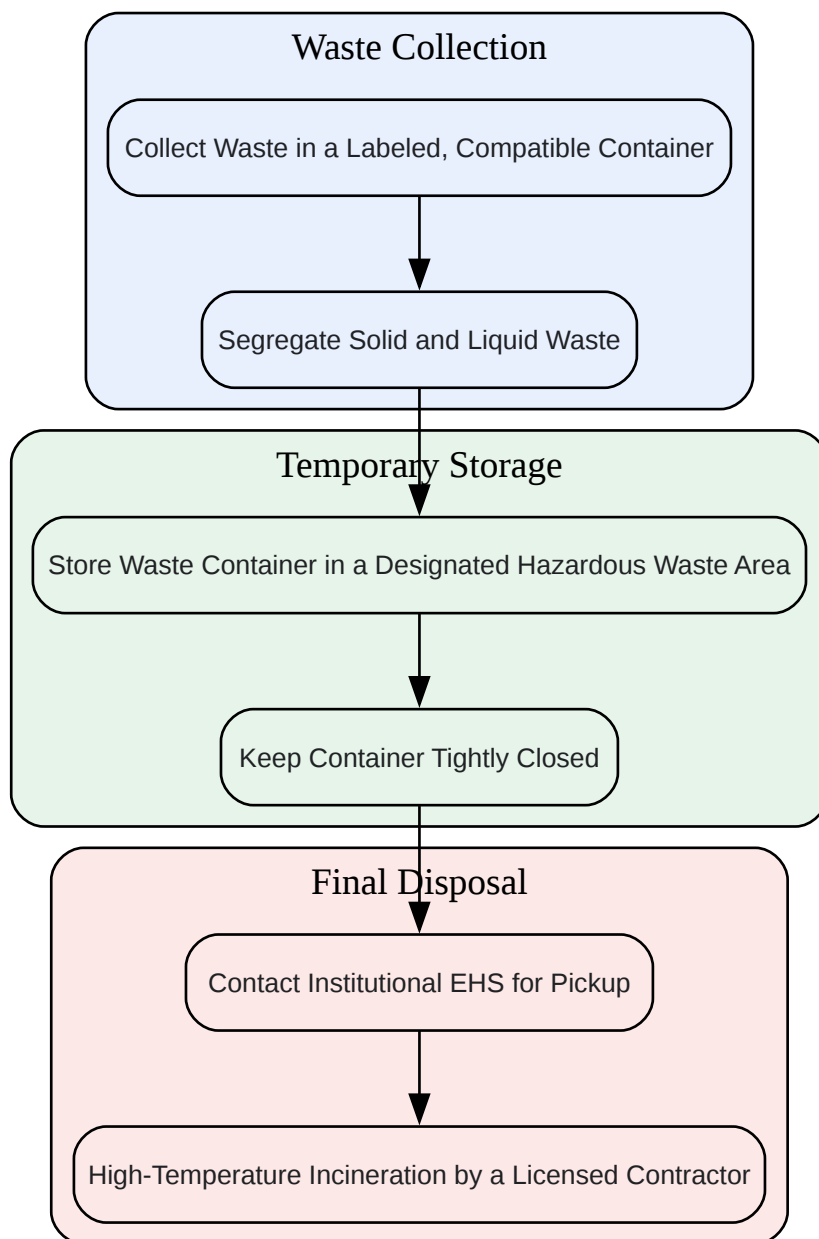 Waste Collection
Collect Waste in a Labeled, Compatible Container
Segregate Solid and Liquid Waste
Temporary Storage
Store Waste Container in a Designated Hazardous Waste Area
Keep Container Tightly Closed
Final Disposal
Contact Institutional EHS for Pickup
High-Temperature Incineration by a Licensed Contractor